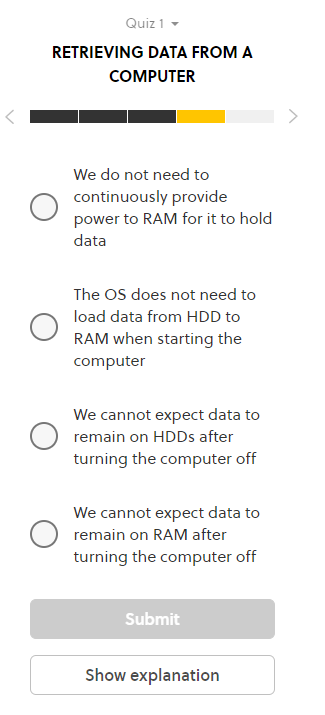 Quiz 1
RETRIEVING DATA FROM A
COMPUTER
We do not need to
continuously provide
power to RAM for it to hold
data
The OS does not need to
load data from HDD to
RAM when starting the
computer
We cannot expect data to
remain on HDDs after
turning the computer off
We cannot expect data to
remain on RAM after
turning the computer off
Submit
Show explanation